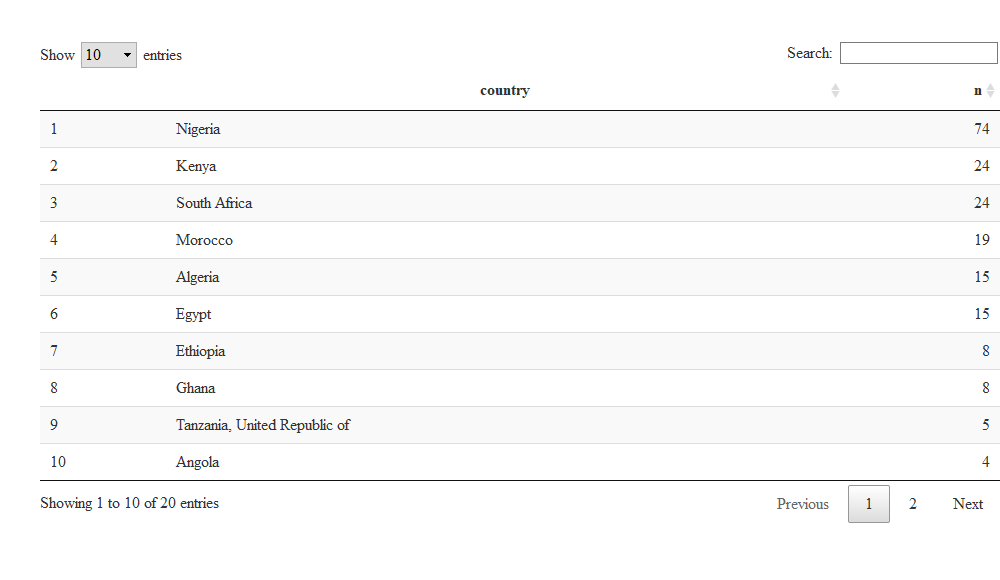 Show 10 entries Search:
country n
1 Nigeria 74
2 Kenya 24
3 South Africa 24
4 Morocco 19
5 Algeria 15
6 Egypt 15
7 Ethiopia 8
8 Ghana 8
9 Tanzania, United Republic of 5
10 Angola 4
Showing 1 to 10 of 20 entries Previous 1 2 Next